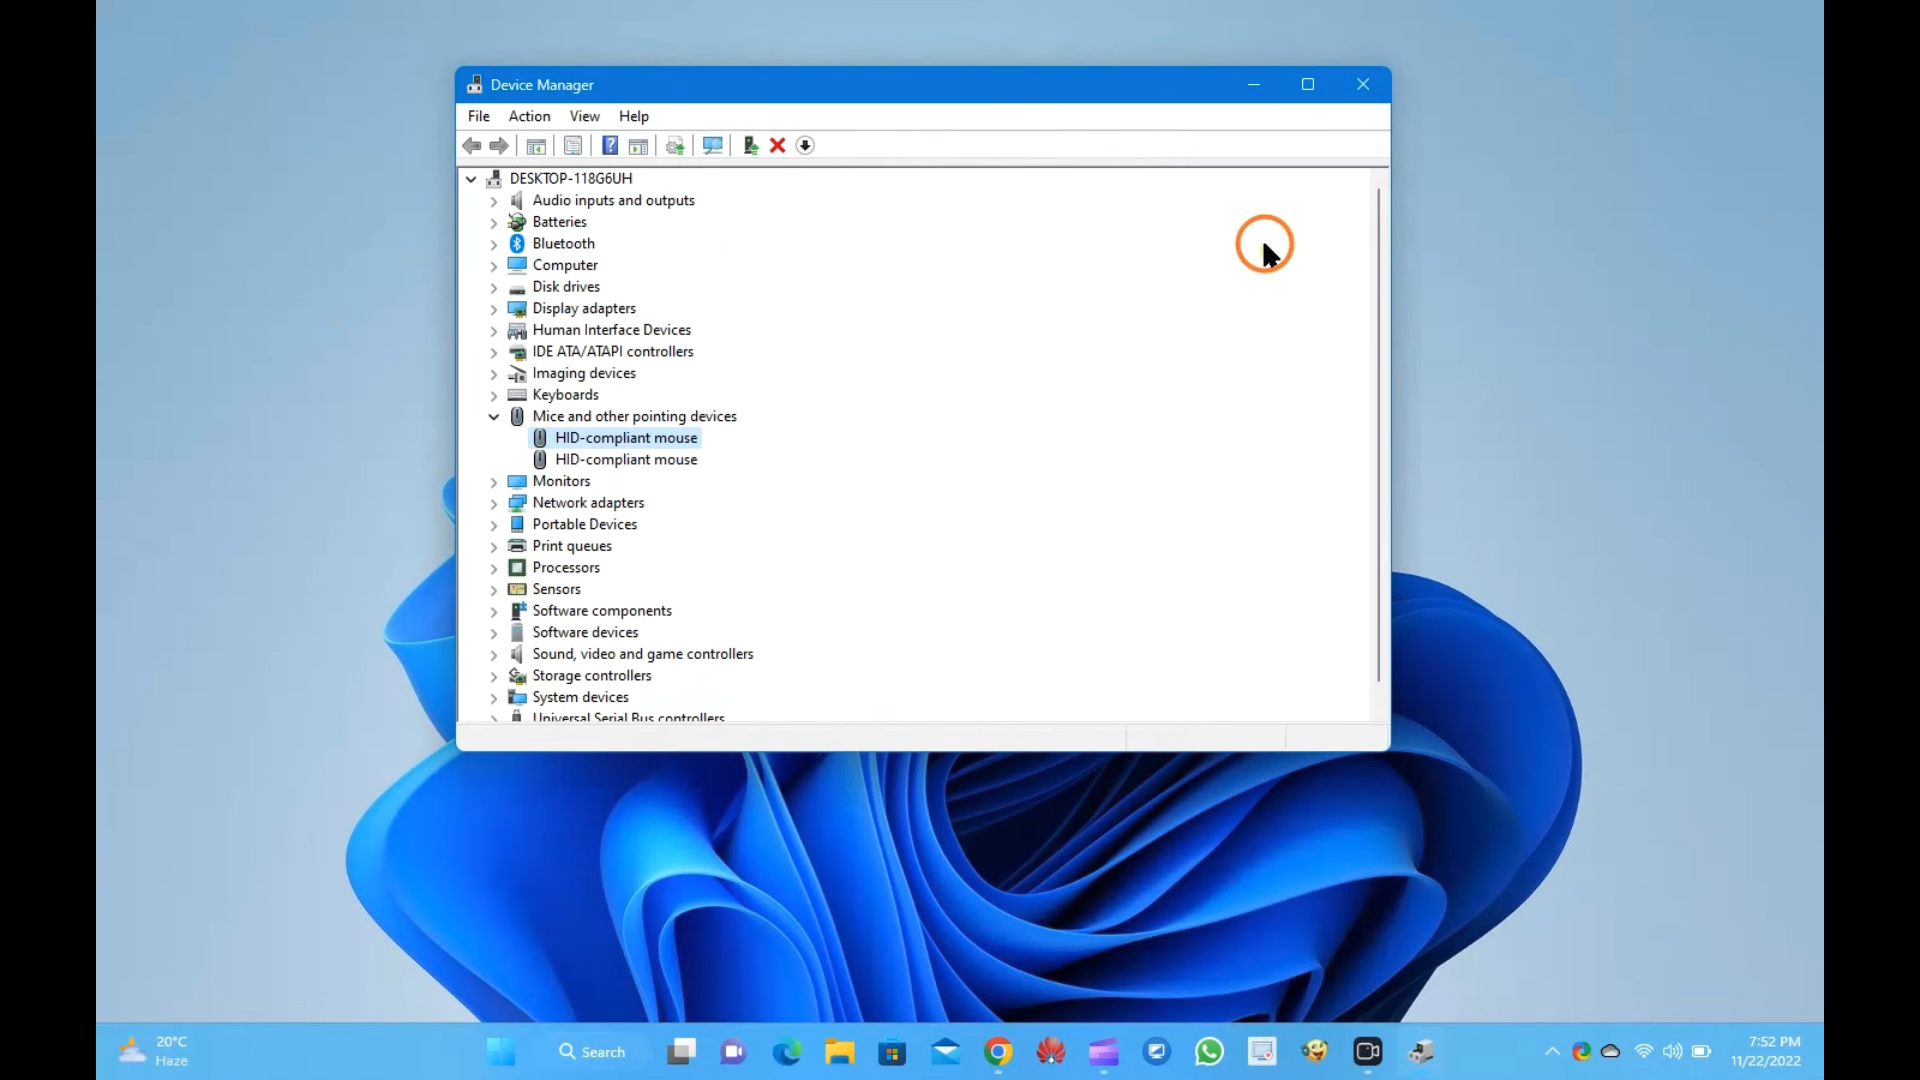 Device Manager
File Action View Help
?
DESKTOP-118G6UH
Audio inputs and outputs
Batteries
Bluetooth
Computer
Disk drives
Display adapters
Human Interface Devices
IDE ATA/ATAPI controllers
Imaging devices
Keyboards
Mice and other pointing devices
HID-compliant mouse
HID-compliant mouse
Monitors
Network adapters
Portable Devices
Print queues
Processors
Sensors
Software components
Software devices
Sound, video and game controllers
Storage controllers
System devices
Universal Serial Bus controllers
20°C
Haze
Search
7:52 PM
11/22/2022